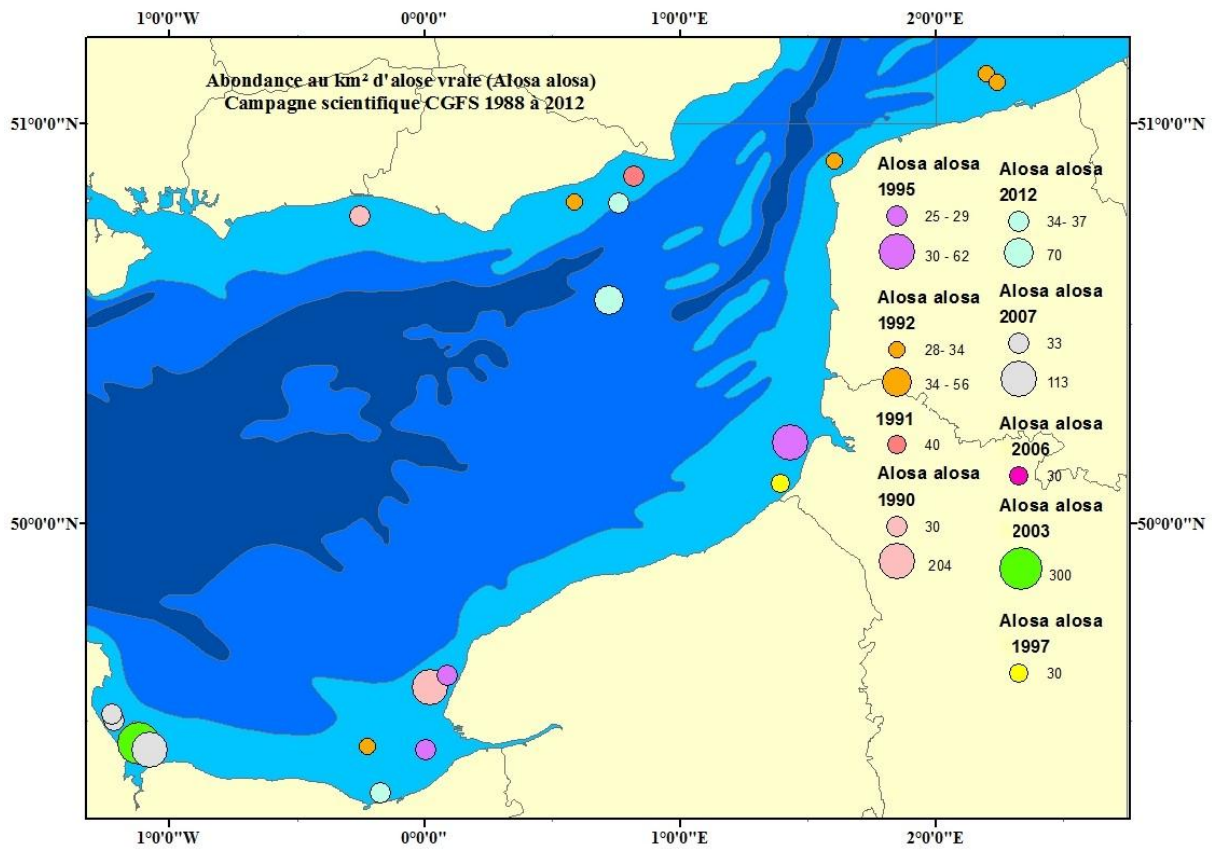 1°0'0"W 0°0'0" 1°0'0"E 2°0'0"E
Abondance au km² d'alose vraie (Alosa alosa)
Campagne scientifique CGFS 1988 à 2012
51°0'0"N
51°0'0"N
50°0'0"N
50°0'0"N
Alosa alosa
1995
25 - 29
30 - 62
Alosa alosa
1992
28- 34
34 - 56
1991
40
Alosa alosa
1990
30
204
Alosa alosa
2012
34- 37
70
Alosa alosa
2007
33
113
Alosa alosa
2006
30
Alosa alosa
2003
300
Alosa alosa
1997
30
1°0'0"W 0°0'0" 1°0'0"E 2°0'0"E